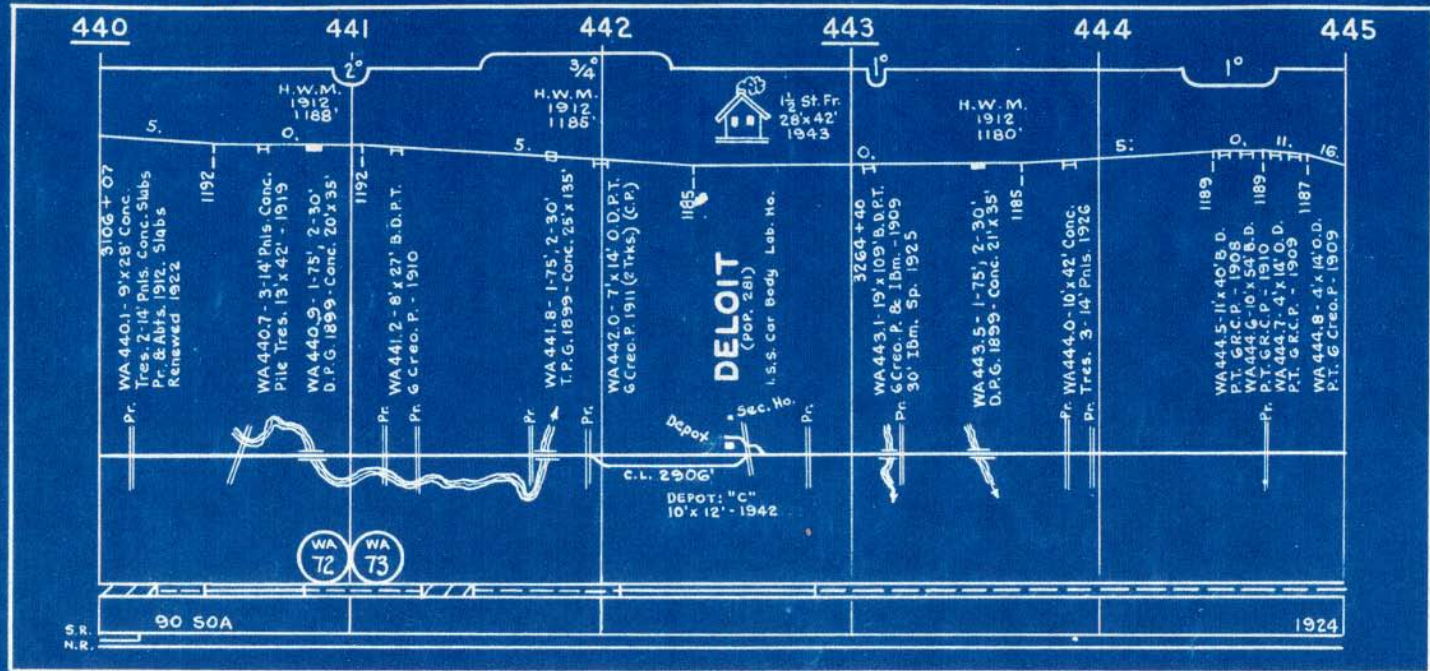 440 441 442 443 444 445
2° 3/4° 1° 1°
H.W.M.
1912
1188'
H.W.M.
1912
1185'
1½ St. Fr.
28'x42'
1943
H.W.M.
1912
1180'
5. 0. 5. 0. 5. 0. 11. 16.
1192
1192
1185
1185
1189
1189
1187
3106 + 07
WA 440.1 - 9'x28' Conc.
Tres. 2-14' Pnls. Conc. Slabs
Pr. & Abts. 1912. Slabs
Renewed 1922
WA 440.7 - 3-14' Pnls Conc.
Pile Tres. 13'x42' - 1919
WA 440.9 - 1-75', 2-30'
D.P.G. 1899 - Conc. 20'x35'
WA 441.2 - 8'x27' B.D.P.T.
6 Creo. P. - 1910
WA 441.8 - 1-75', 2-30'
T.P.G. 1899 - Conc. 25'x135'
WA 442.0 - 7'x14' O.D.P.T.
6 Creo. P. 1911 (2 Trks.) (C.P.)
DELOIT
(POP. 281)
I.S.S. Car Body Lab. Ho.
3264 + 40
WA 443.1 - 19'x109' B.D.P.T.
6 Creo. P. & IBm. - 1909
30' IBm. Sp. 1925
WA 443.5 - 1-75', 2-30'
D.P.G. 1899 - Conc. 21'x35'
WA 444.0 - 10'x42' Conc.
Tres. 3-14' Pnls. 1926
WA 444.5 - 11'x40' B.D.
P.T. 6 R.C.P. - 1908
WA 444.6 - 10'x54' B.D.
P.T. 6 R.C.P. - 1910
WA 444.7 - 4'x14' O.D.
P.T. 6 R.C.P. - 1909
WA 444.8 - 4'x14' O.D.
P.T. 6 Creo. P. - 1909
Pr. Pr. Pr. Pr. Pr. Pr. Pr. Pr. Pr. Pr.
Sec. Ho.
Depot
C.L. 2906'
DEPOT: "C"
10'x12' - 1942
WA
72
WA
73
90 SOA 1924
S.R.
N.R.